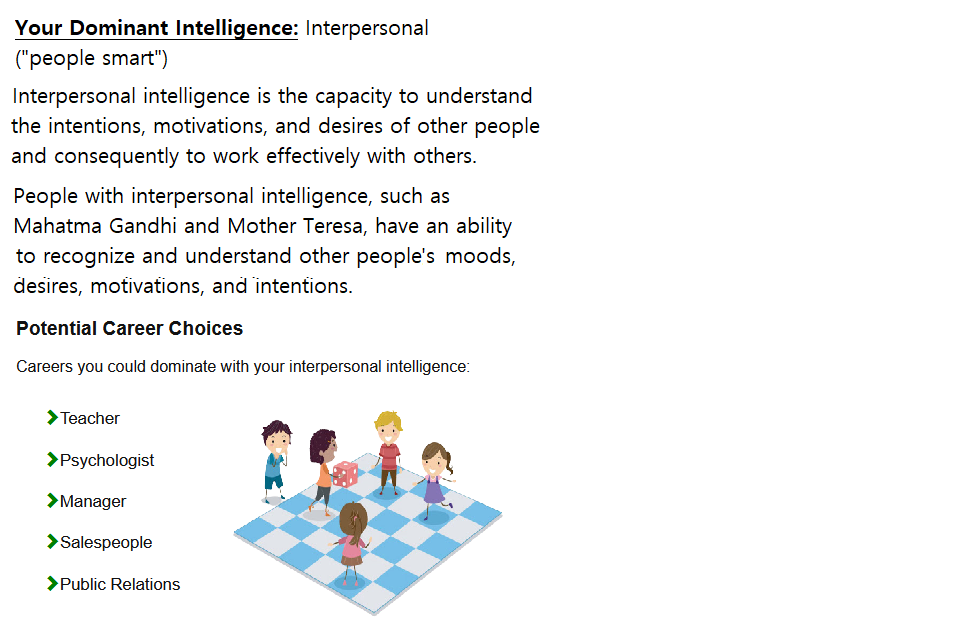 Your Dominant Intelligence: Interpersonal
("people smart")
Interpersonal intelligence is the capacity to understand
the intentions, motivations, and desires of other people
and consequently to work effectively with others.
People with interpersonal intelligence, such as
Mahatma Gandhi and Mother Teresa, have an ability
to recognize and understand other people's moods,
desires, motivations, and intentions.
Potential Career Choices
Careers you could dominate with your interpersonal intelligence:
Teacher
Psychologist
Manager
Salespeople
Public Relations